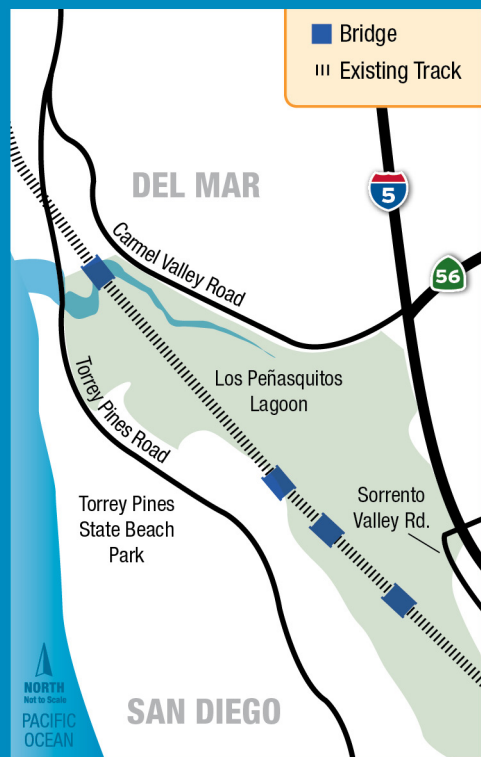 Bridge
Existing Track
DEL MAR
5
Carmel Valley Road
56
Los Peñasquitos
Lagoon
Torrey Pines Road
Sorrento
Valley Rd.
Torrey Pines
State Beach
Park
NORTH
Not to Scale
PACIFIC
OCEAN
SAN DIEGO